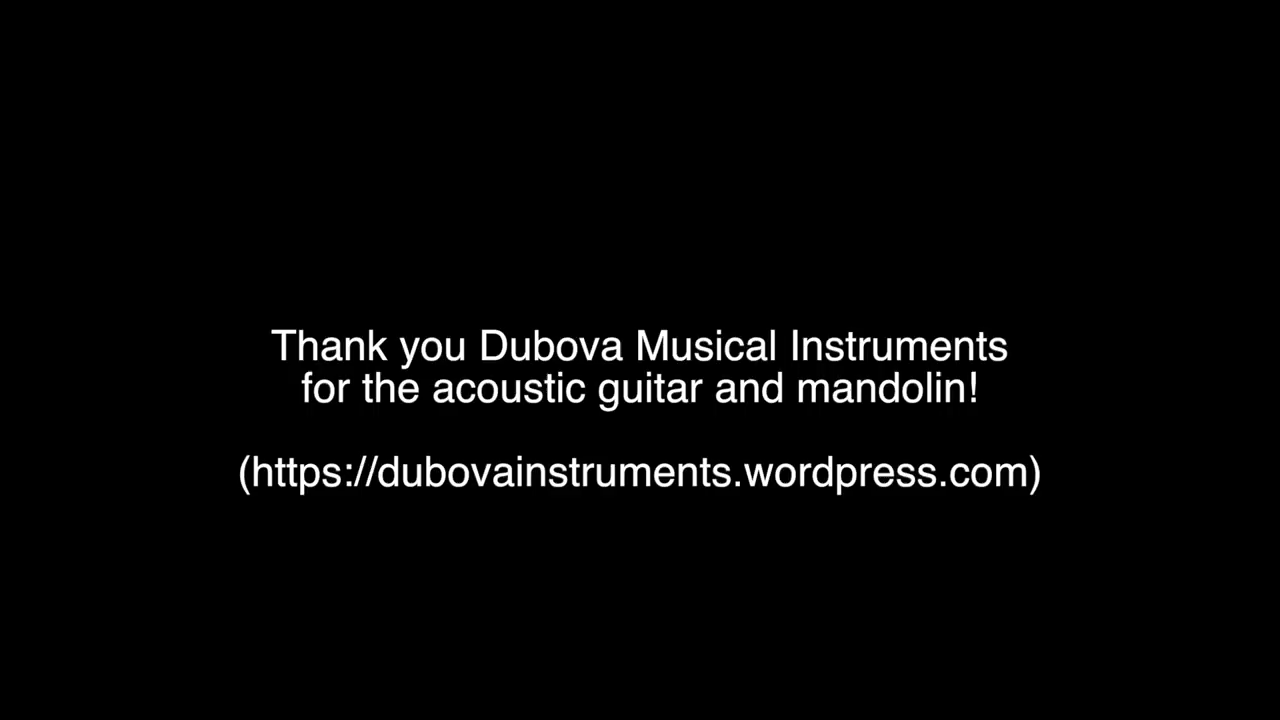 Thank you Dubova Musical Instruments
for the acoustic guitar and mandolin!
(https://dubovainstruments.wordpress.com)